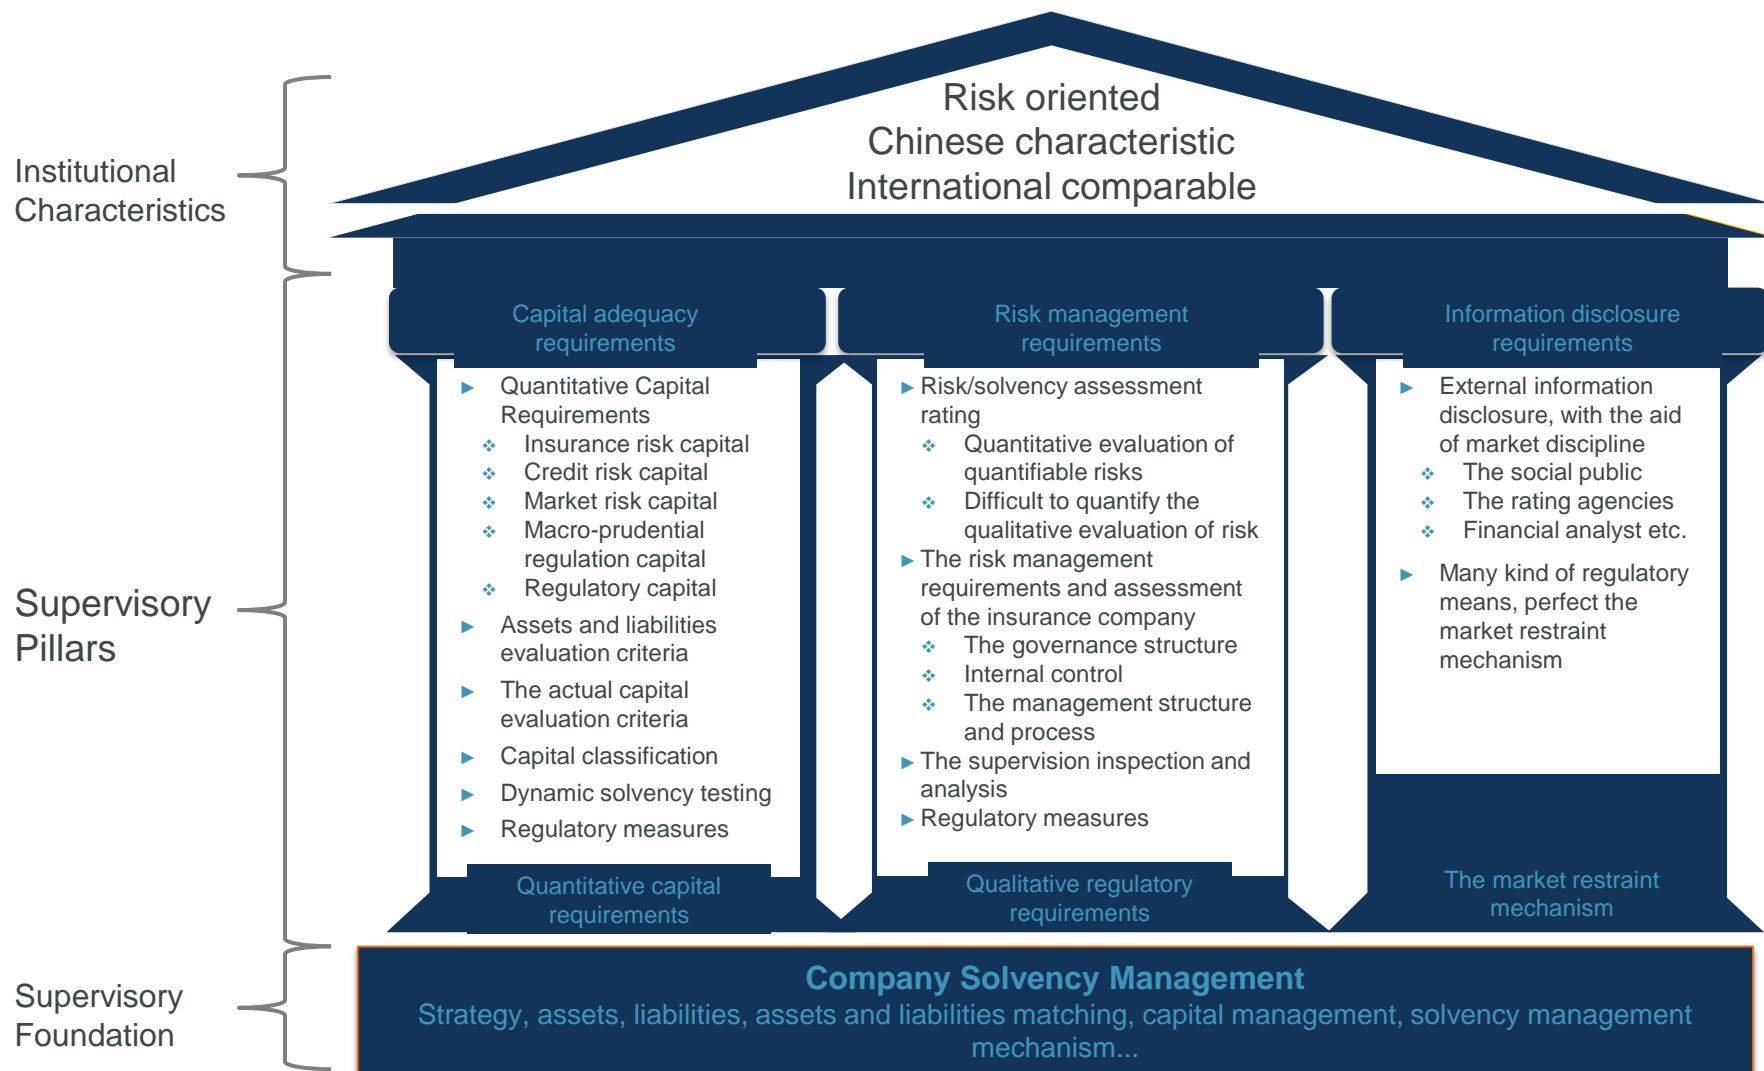 Risk oriented
Chinese characteristic
International comparable
Institutional
Characteristics
Supervisory
Pillars
Capital adequacy
requirements
► Quantitative Capital
Requirements
❖ Insurance risk capital
❖ Credit risk capital
❖ Market risk capital
❖ Macro-prudential
regulation capital
❖ Regulatory capital
► Assets and liabilities
evaluation criteria
► The actual capital
evaluation criteria
► Capital classification
► Dynamic solvency testing
► Regulatory measures
Quantitative capital
requirements
Risk management
requirements
► Risk/solvency assessment
rating
❖ Quantitative evaluation of
quantifiable risks
❖ Difficult to quantify the
qualitative evaluation of risk
► The risk management
requirements and assessment
of the insurance company
❖ The governance structure
❖ Internal control
❖ The management structure
and process
► The supervision inspection and
analysis
► Regulatory measures
Qualitative regulatory
requirements
Information disclosure
requirements
► External information
disclosure, with the aid
of market discipline
❖ The social public
❖ The rating agencies
❖ Financial analyst etc.
► Many kind of regulatory
means, perfect the
market restraint
mechanism
The market restraint
mechanism
Supervisory
Foundation
Company Solvency Management
Strategy, assets, liabilities, assets and liabilities matching, capital management, solvency management
mechanism...